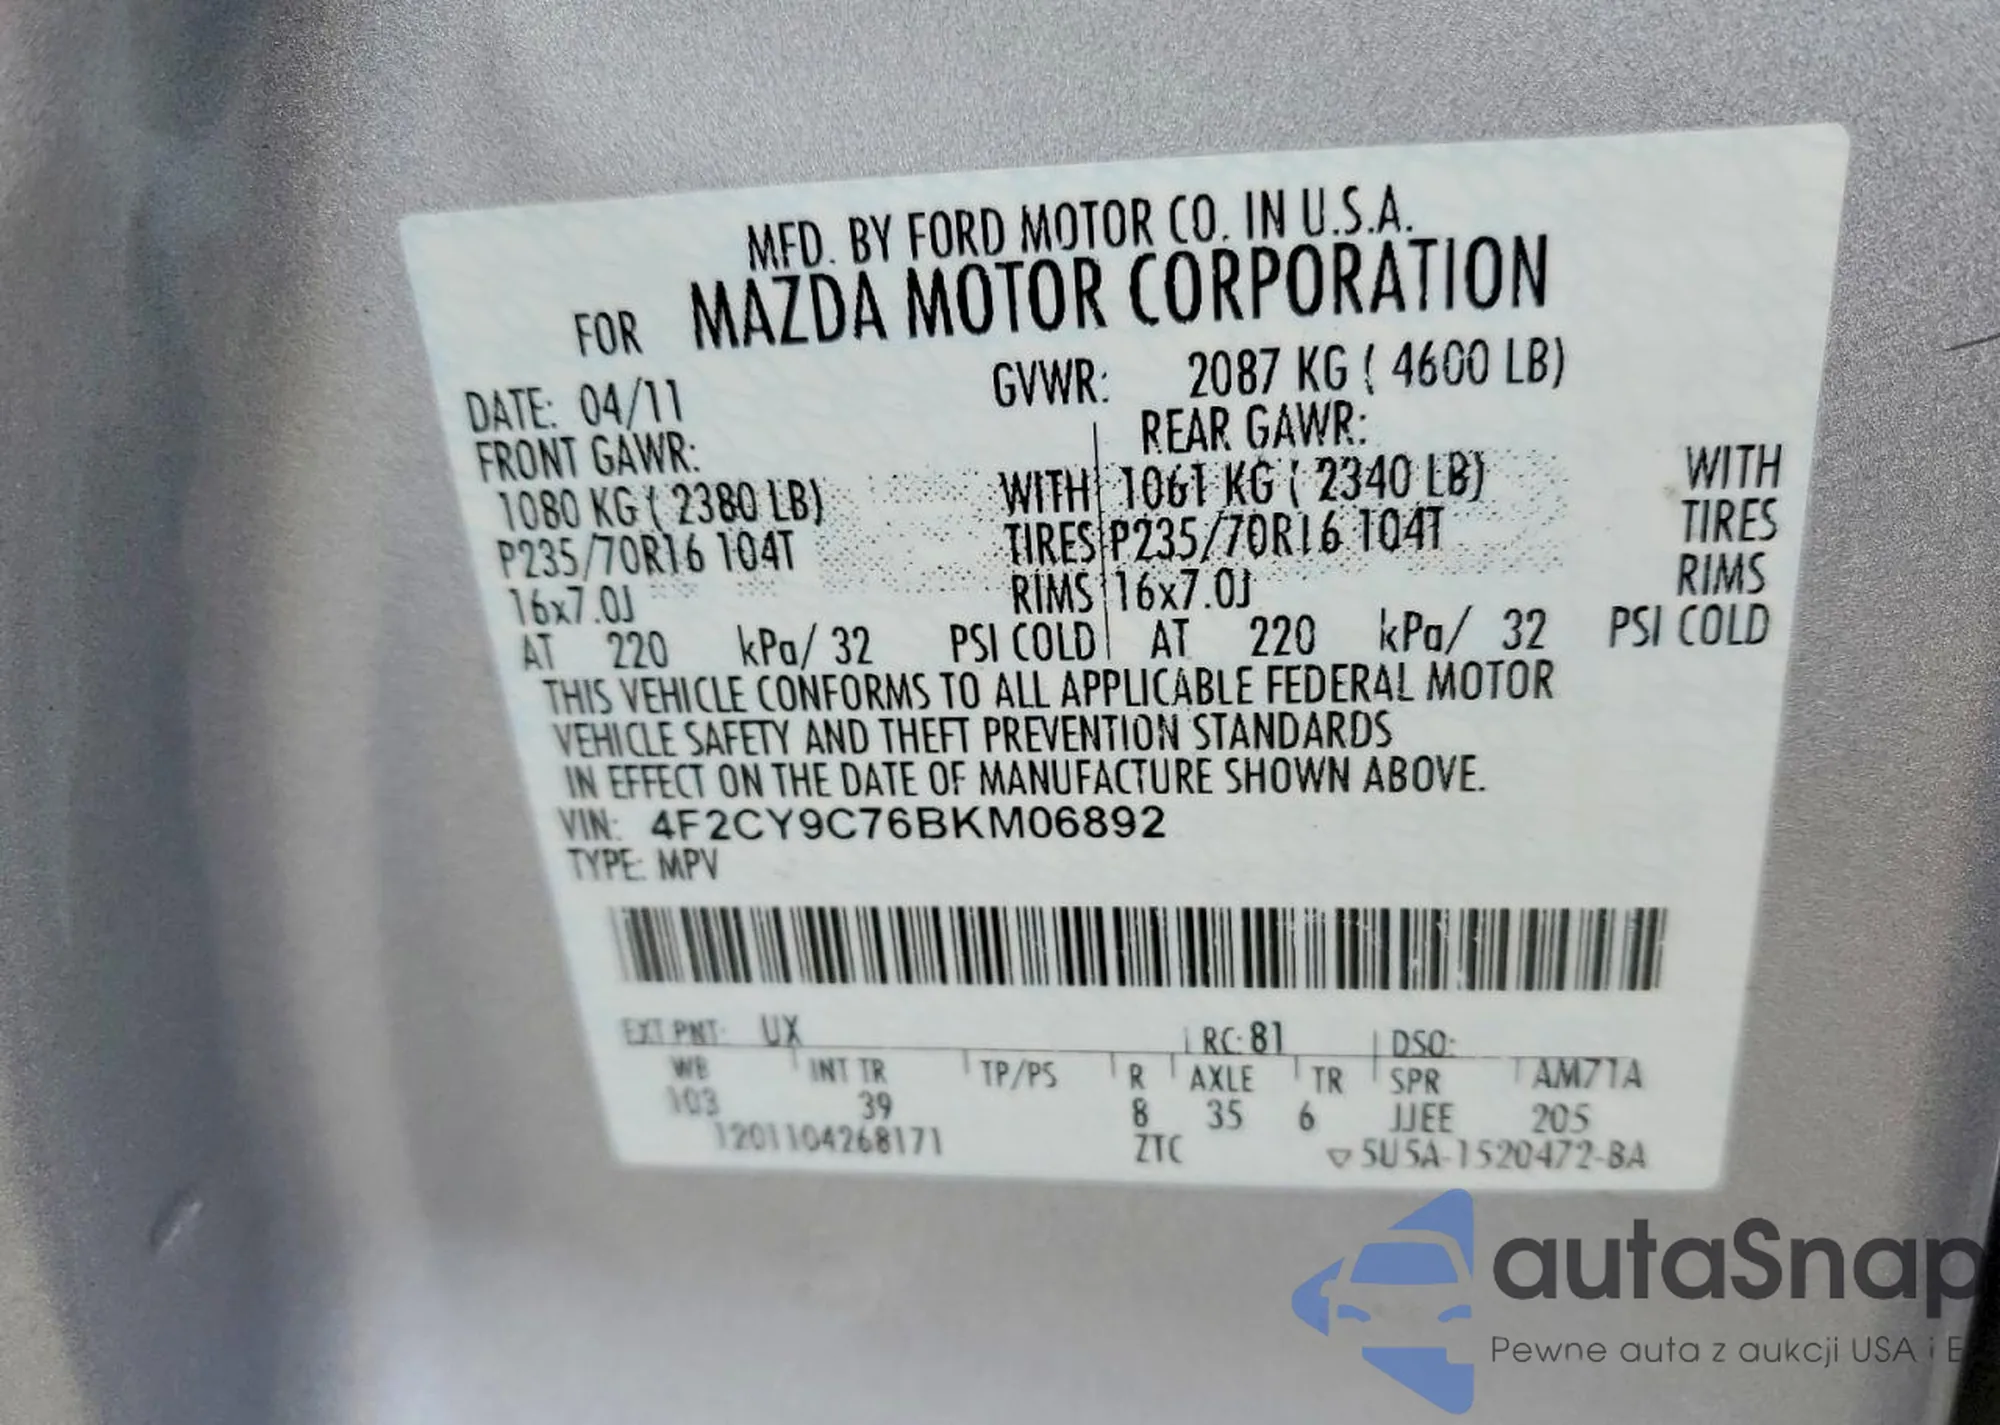 MFD. BY FORD MOTOR CO. IN U.S.A.
FOR MAZDA MOTOR CORPORATION
DATE: 04/11 GVWR: 2087 KG ( 4600 LB)
FRONT GAWR: REAR GAWR:
1080 KG ( 2380 LB) WITH 1061 KG ( 2340 LB) WITH
P235/70R16 104T TIRES P235/70R16 104T TIRES
16x7.0J RIMS 16x7.0J RIMS
AT 220 kPa/ 32 PSI COLD AT 220 kPa/ 32 PSI COLD
THIS VEHICLE CONFORMS TO ALL APPLICABLE FEDERAL MOTOR
VEHICLE SAFETY AND THEFT PREVENTION STANDARDS
IN EFFECT ON THE DATE OF MANUFACTURE SHOWN ABOVE.
VIN: 4F2CY9C76BKM06892
TYPE: MPV
EXT PNT: UX RC: 81 DSO:
WB INT TR TP/PS R AXLE TR SPR AM71A
103 39 8 35 6 JJEE 205
1201104268171 ZTC ▽5U5A-1520472-BA
autaSnap
Pewne auta z aukcji USA i E